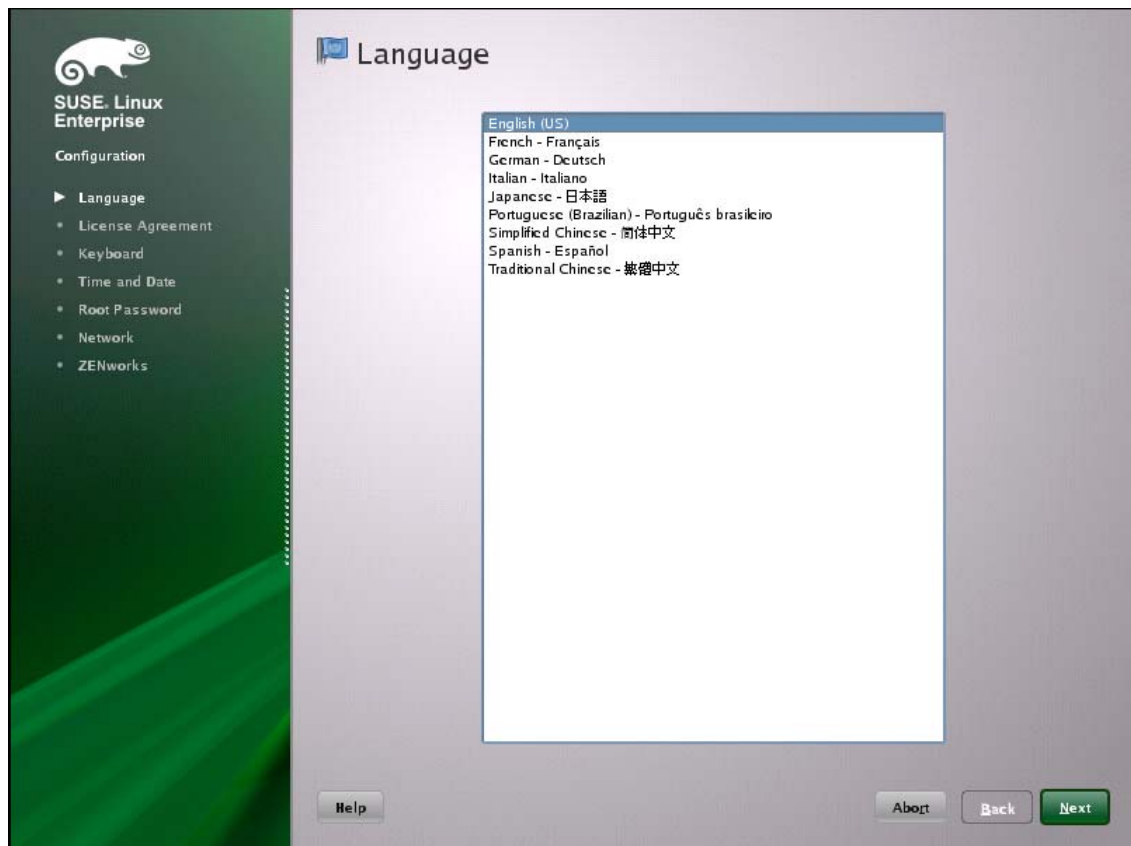 SUSE. Linux
Enterprise
Configuration
Language
License Agreement
Keyboard
Time and Date
Root Password
Network
ZENworks
Language
English (US)
French - Français
German - Deutsch
Italian - Italiano
Japanese - 日本語
Portuguese (Brazilian) - Português brasileiro
Simplified Chinese - 简体中文
Spanish - Español
Traditional Chinese - 繁體中文
Help
Abort
Back
Next